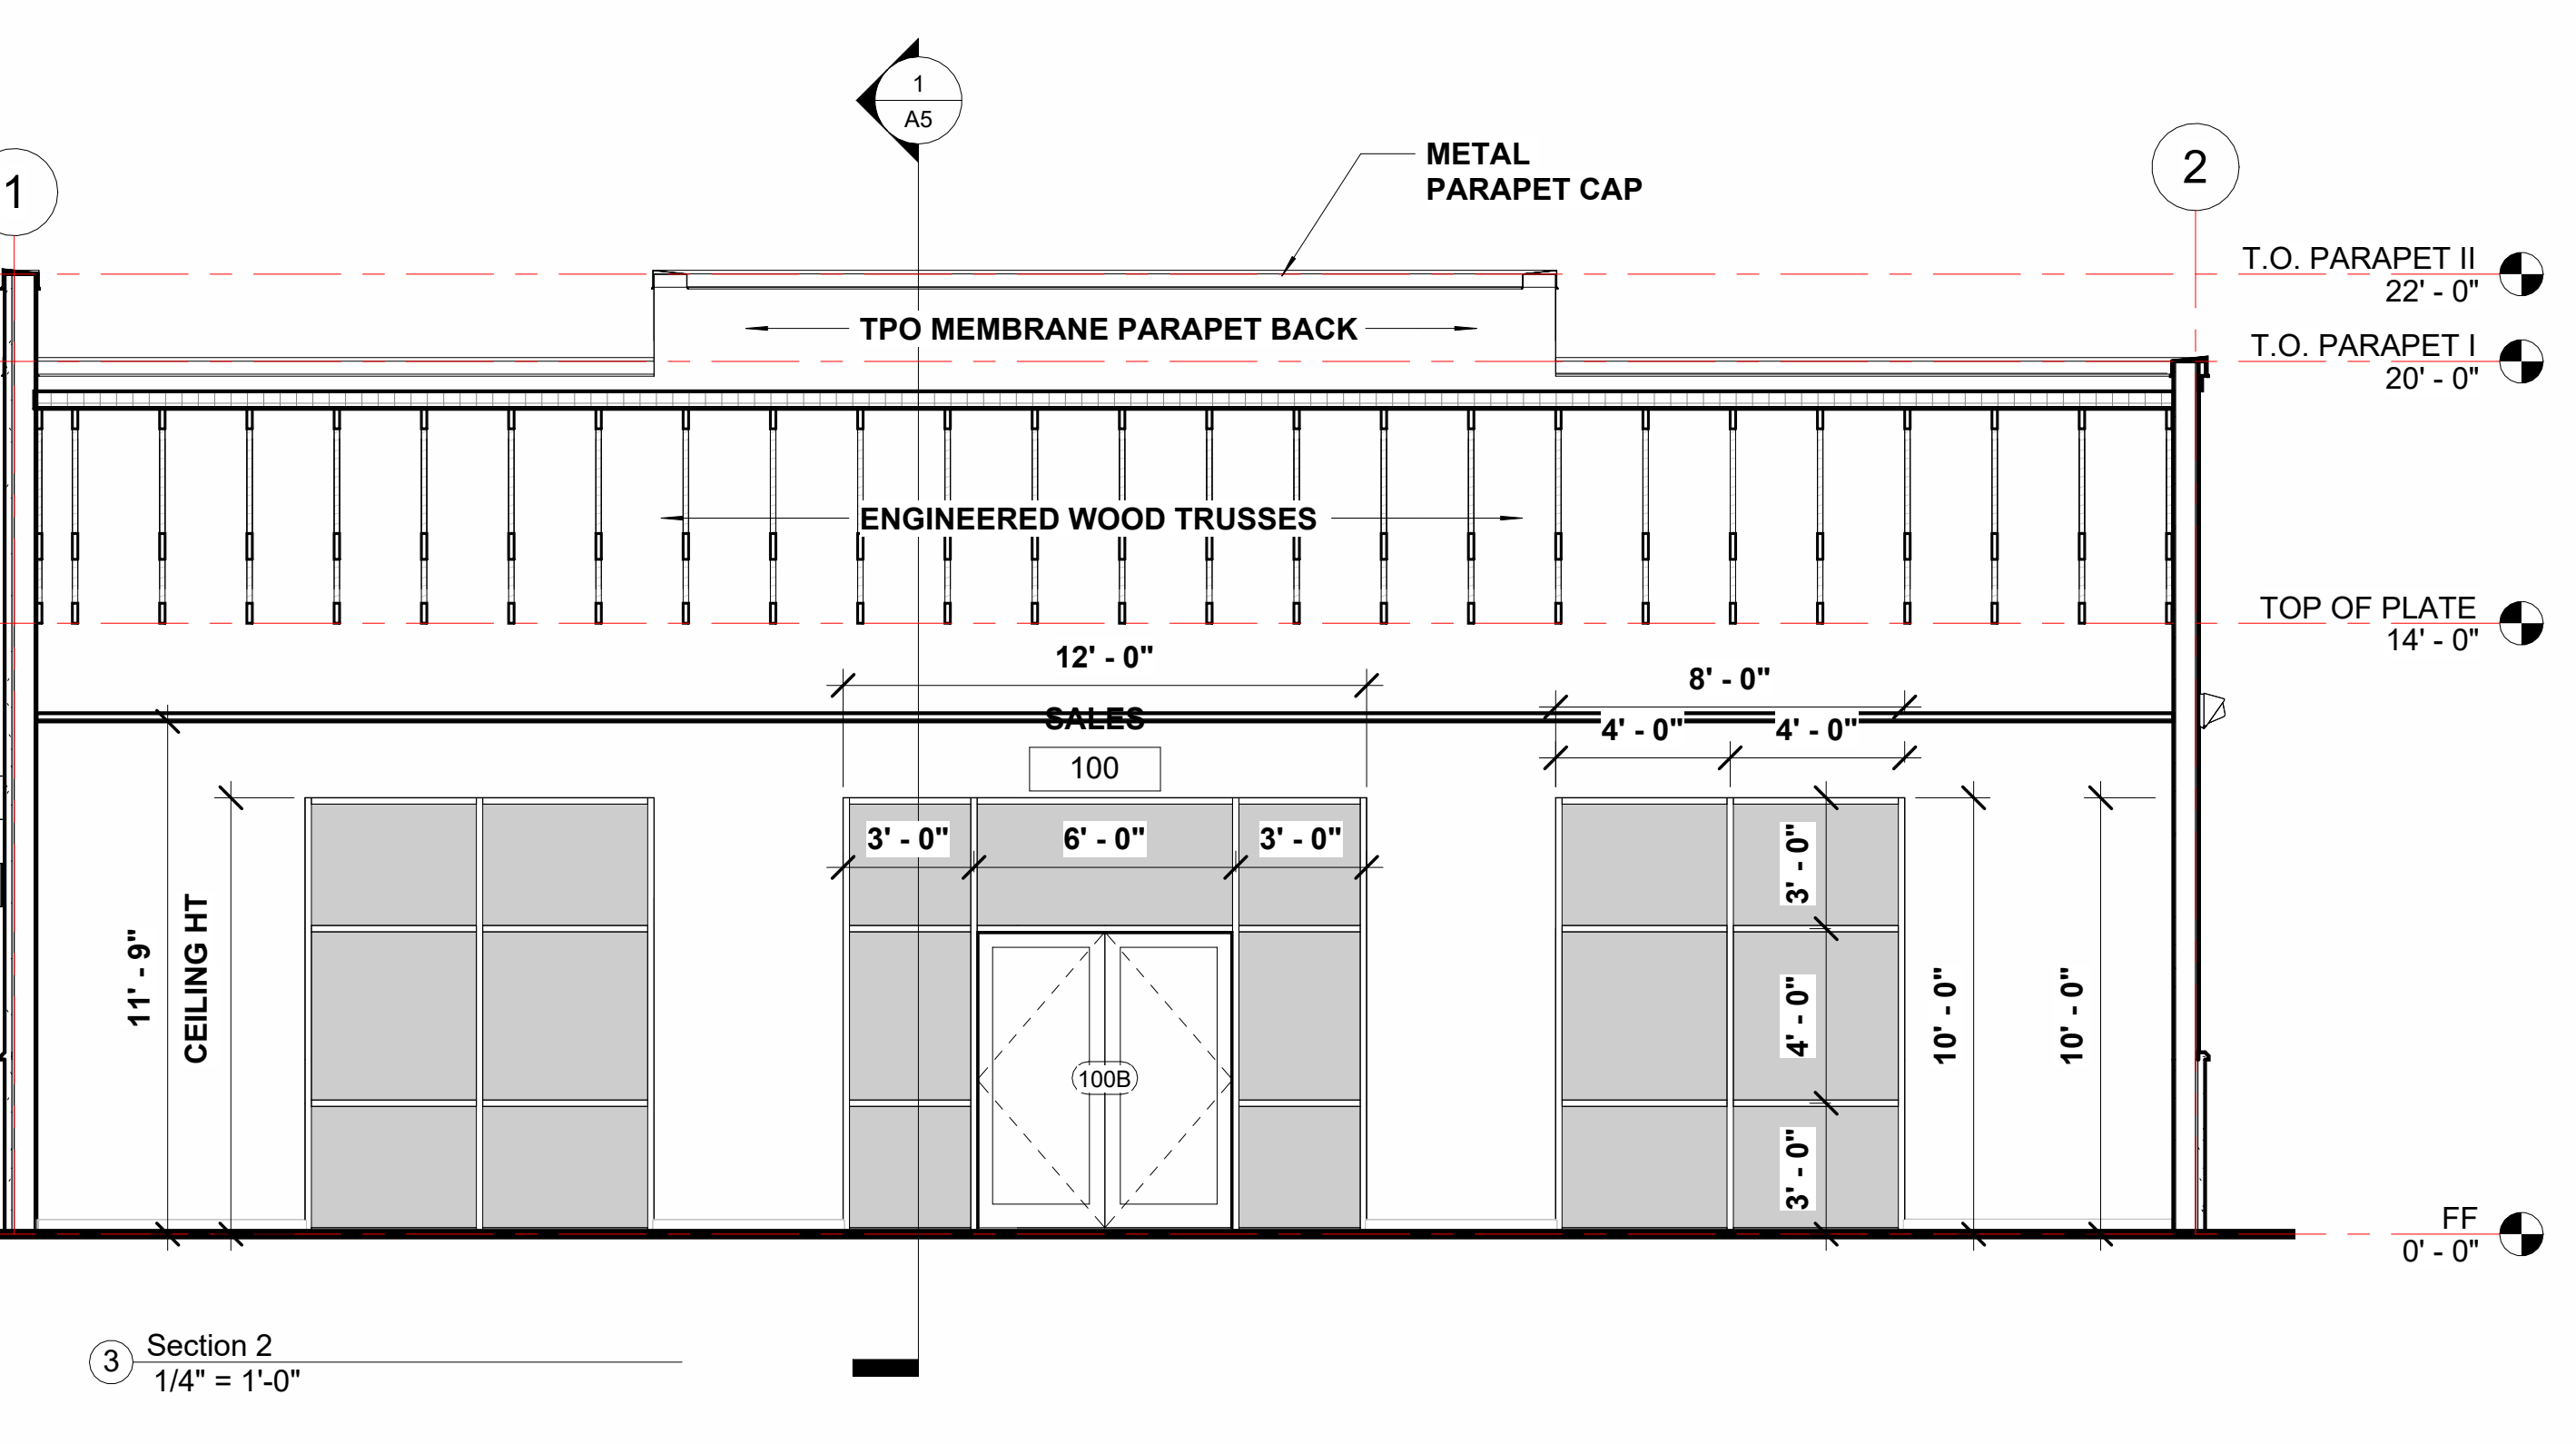 1
A5
METAL
PARAPET CAP
1
2
T.O. PARAPET II
22' - 0"
TPO MEMBRANE PARAPET BACK
T.O. PARAPET I
20' - 0"
ENGINEERED WOOD TRUSSES
TOP OF PLATE
14' - 0"
12' - 0"
8' - 0"
SALES
4' - 0"
4' - 0"
100
3' - 0"
6' - 0"
3' - 0"
3' - 0"
11' - 9"
CEILING HT
4' - 0"
10' - 0"
10' - 0"
100B
3' - 0"
FF
0' - 0"
3
Section 2
1/4" = 1'-0"